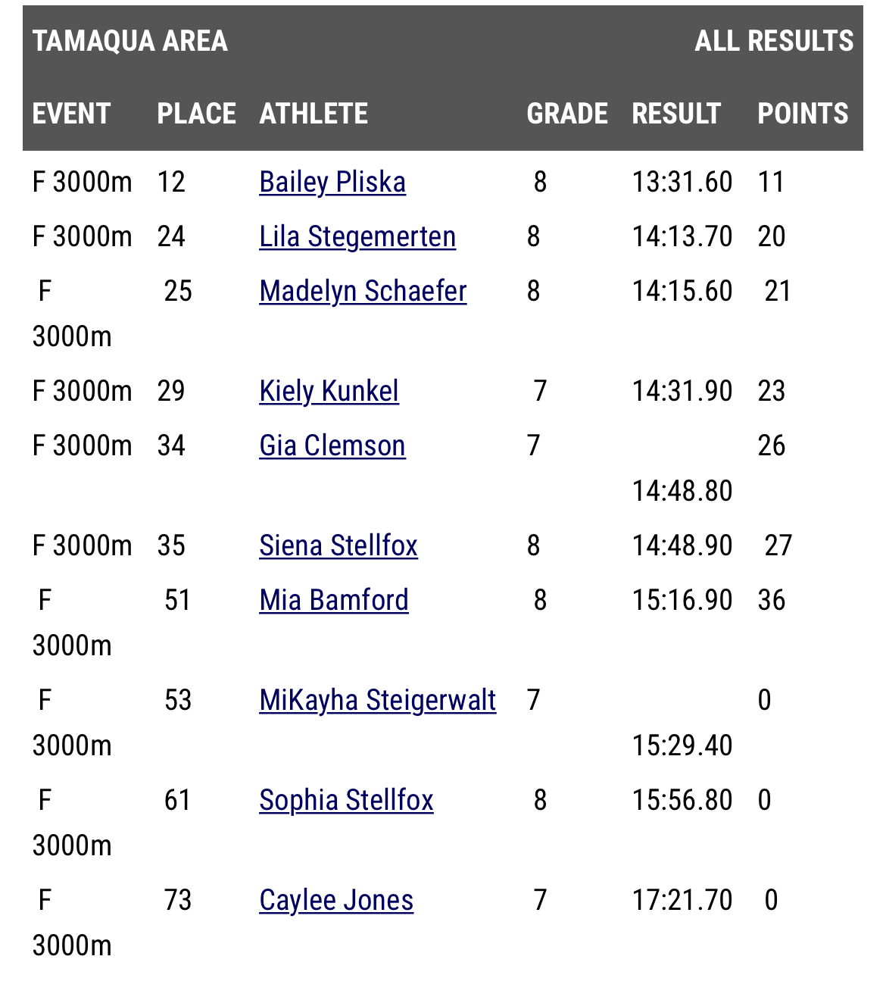 TAMAQUA AREA ALL RESULTS
EVENT PLACE ATHLETE GRADE RESULT POINTS
F 3000m 12 Bailey Pliska 8 13:31.60 11
F 3000m 24 Lila Stegemerten 8 14:13.70 20
F 25 Madelyn Schaefer 8 14:15.60 21
3000m
F 3000m 29 Kiely Kunkel 7 14:31.90 23
F 3000m 34 Gia Clemson 7 26
14:48.80
F 3000m 35 Siena Stellfox 8 14:48.90 27
F 51 Mia Bamford 8 15:16.90 36
3000m
F 53 MiKayha Steigerwalt 7 0
3000m 15:29.40
F 61 Sophia Stellfox 8 15:56.80 0
3000m
F 73 Caylee Jones 7 17:21.70 0
3000m